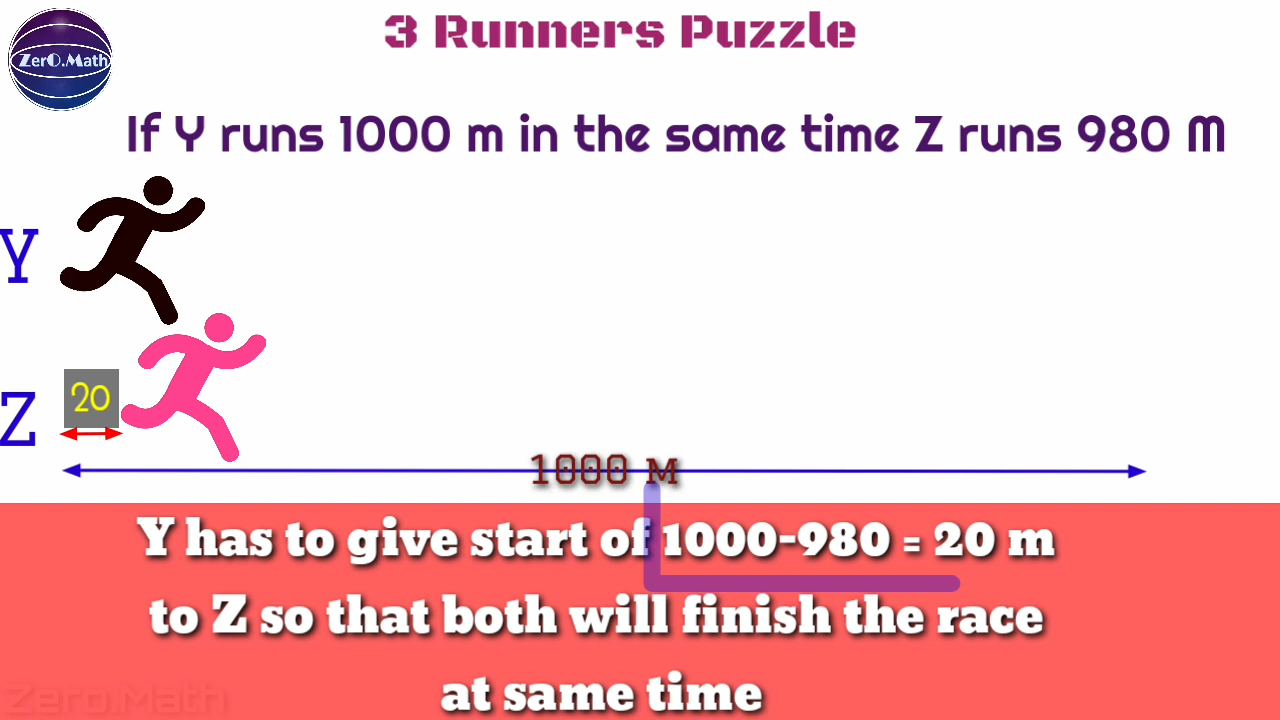 3 Runners Puzzle
ZerO.Math
If Y runs 1000 m in the same time Z runs 980 M
Y
20
Z
1000 M
Y has to give start of 1000-980 = 20 m
to Z so that both will finish the race
at same time
Zero.Math